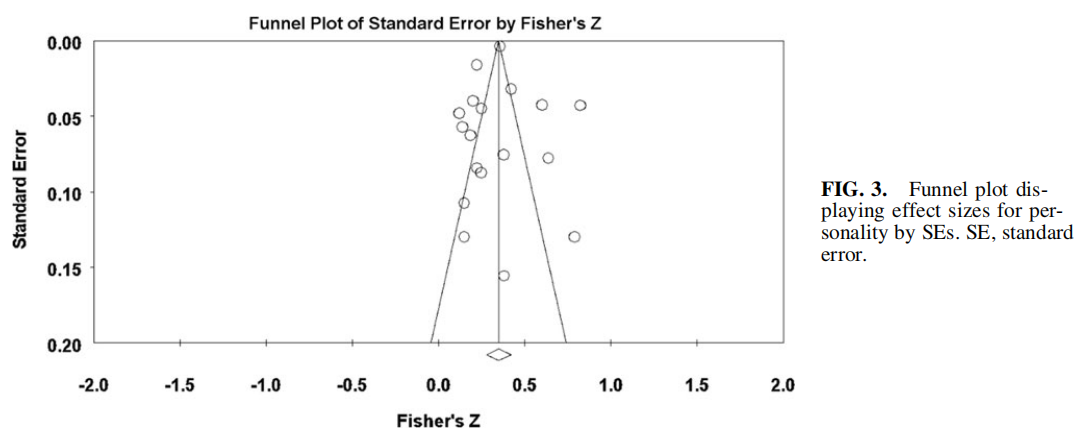 Funnel Plot of Standard Error by Fisher's Z
0.00
0.05
0.10
0.15
0.20
Standard Error
-2.0 -1.5 -1.0 -0.5 0.0 0.5 1.0 1.5 2.0
Fisher's Z
FIG. 3. Funnel plot dis-
playing effect sizes for per-
sonality by SEs. SE, standard
error.